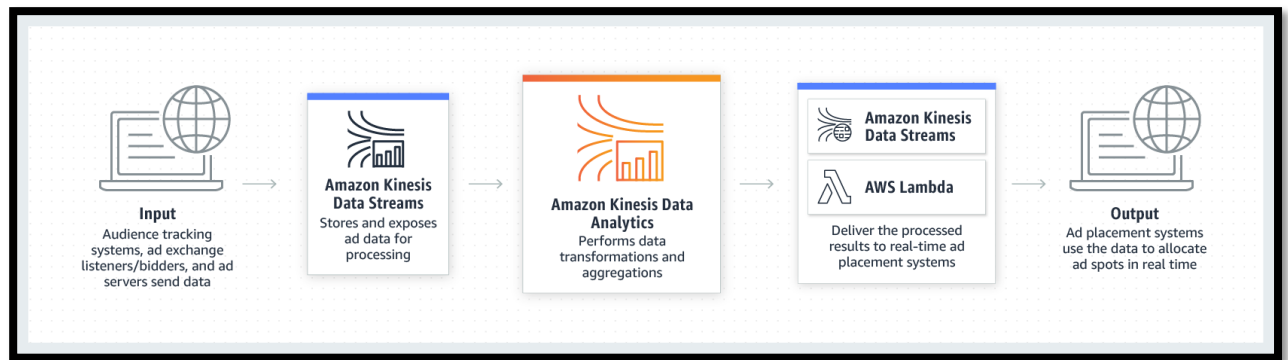 Input
Audience tracking
systems, ad exchange
listeners/bidders, and ad
servers send data
Amazon Kinesis
Data Streams
Stores and exposes
ad data for
processing
Amazon Kinesis Data
Analytics
Performs data
transformations and
aggregations
Amazon Kinesis
Data Streams
AWS Lambda
Deliver the processed
results to real-time ad
placement systems
Output
Ad placement systems
use the data to allocate
ad spots in real time